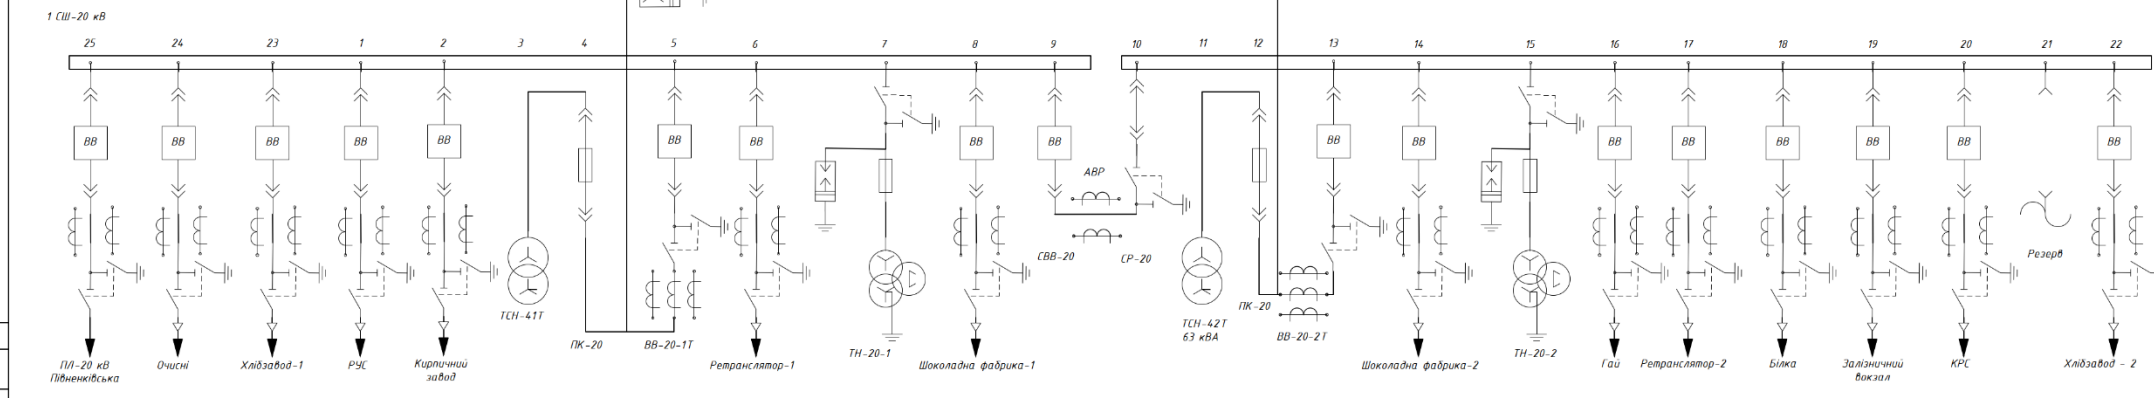 1 СШ-20 кВ
25 24 23 1 2 3 4 5 6 7 8 9 10 11 12 13 14 15 16 17 18 19 20 21 22
ВВ ВВ ВВ ВВ ВВ ВВ ВВ ВВ ВВ ВВ ВВ ВВ ВВ ВВ ВВ ВВ ВВ
АВР
СВВ-20
СР-20
Резерв
ТСН-41Т
ПК-20
ВВ-20-1Т
ТН-20-1
ТСН-42Т
63 кВА
ПК-20
ВВ-20-2Т
ТН-20-2
ПЛ-20 кВ
Півненківська
Очисні
Хлібзавод-1
РУС
Кирпичний
завод
Ретранслятор-1
Шоколадна фабрика-1
Шоколадна фабрика-2
Гай
Ретранслятор-2
Білка
Залізничний
вокзал
КРС
Хлібзавод - 2